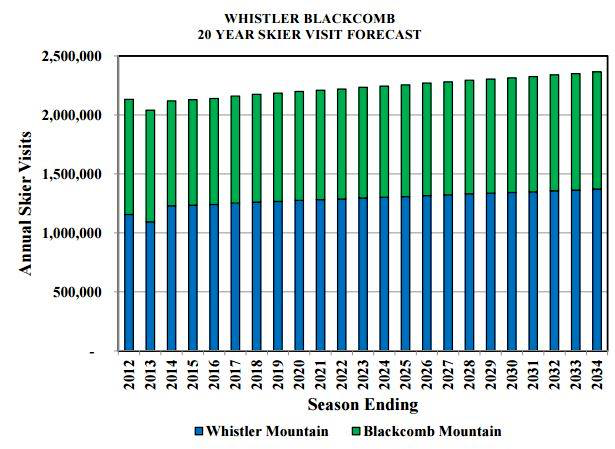 WHISTLER BLACKCOMB
20 YEAR SKIER VISIT FORECAST
2,500,000
2,000,000
1,500,000
1,000,000
500,000
-
Annual Skier Visits
2012 2013 2014 2015 2016 2017 2018 2019 2020 2021 2022 2023 2024 2025 2026 2027 2028 2029 2030 2031 2032 2033 2034
Season Ending
Whistler Mountain Blackcomb Mountain